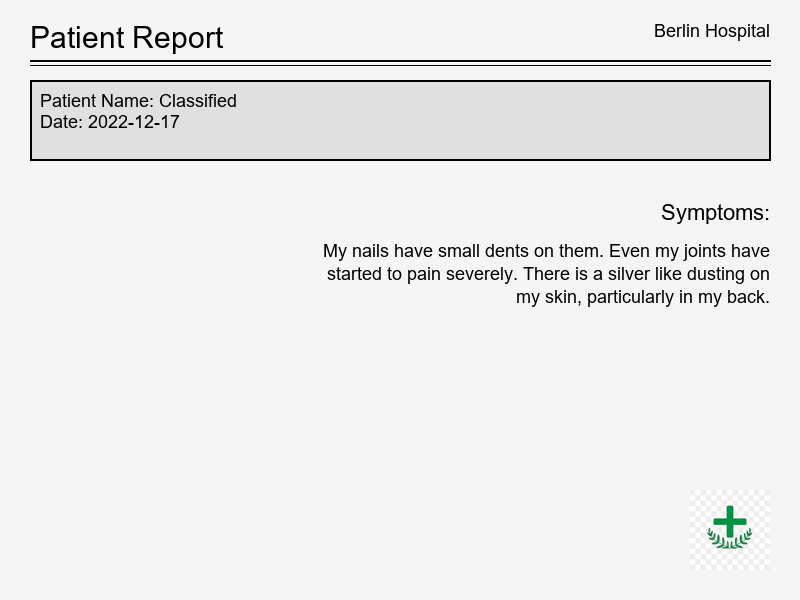 Patient Report
Berlin Hospital
Patient Name: Classified
Date: 2022-12-17
Symptoms:
My nails have small dents on them. Even my joints have
started to pain severely. There is a silver like dusting on
my skin, particularly in my back.